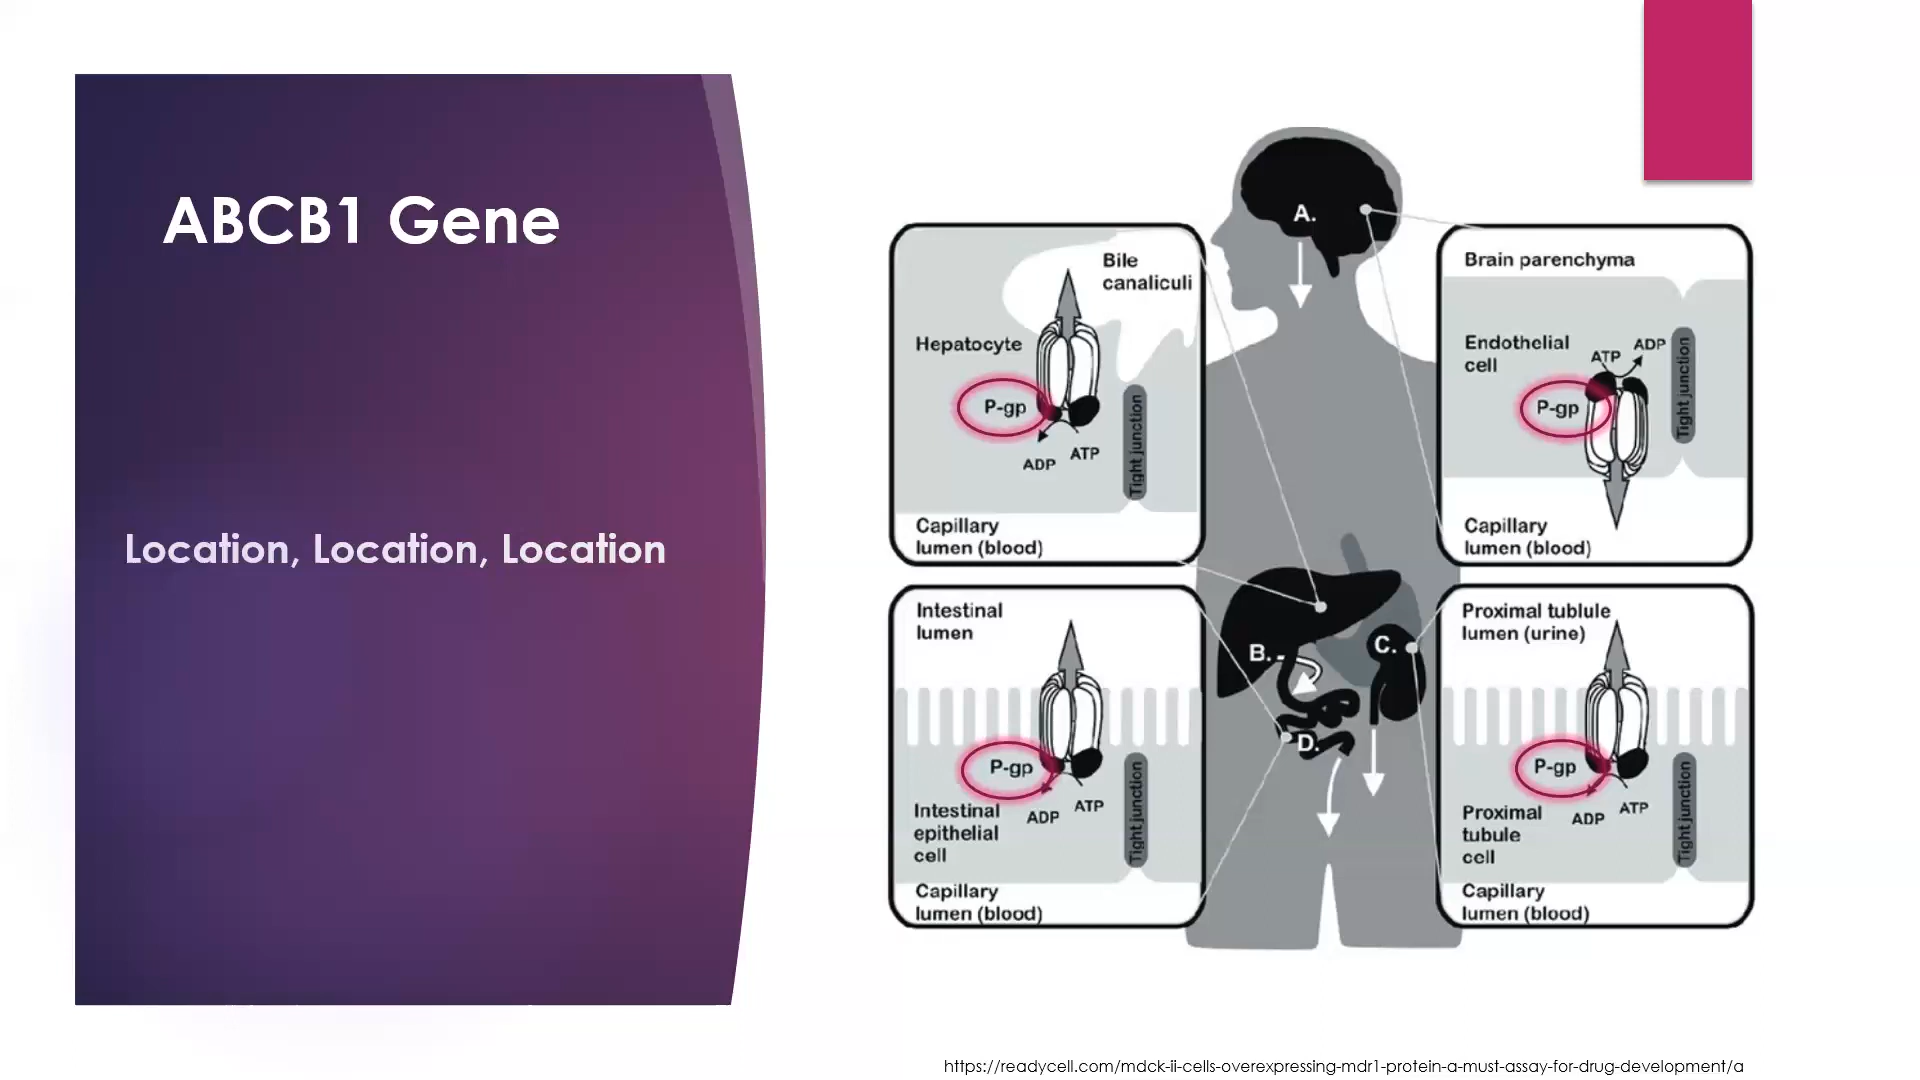 ABCB1 Gene
Location, Location, Location
A.
Bile
canaliculi
Hepatocyte
P-gp
ADP
ATP
Tight junction
Capillary
lumen (blood)
Brain parenchyma
Endothelial
cell
ATP
ADP
P-gp
Tight junction
Capillary
lumen (blood)
B.
C.
D.
Intestinal
lumen
P-gp
Intestinal
epithelial
cell
ADP
ATP
Tight junction
Capillary
lumen (blood)
Proximal tublule
lumen (urine)
P-gp
Proximal
tubule
cell
ADP
ATP
Tight junction
Capillary
lumen (blood)
https://readycell.com/mdck-ii-cells-overexpressing-mdr1-protein-a-must-assay-for-drug-development/a